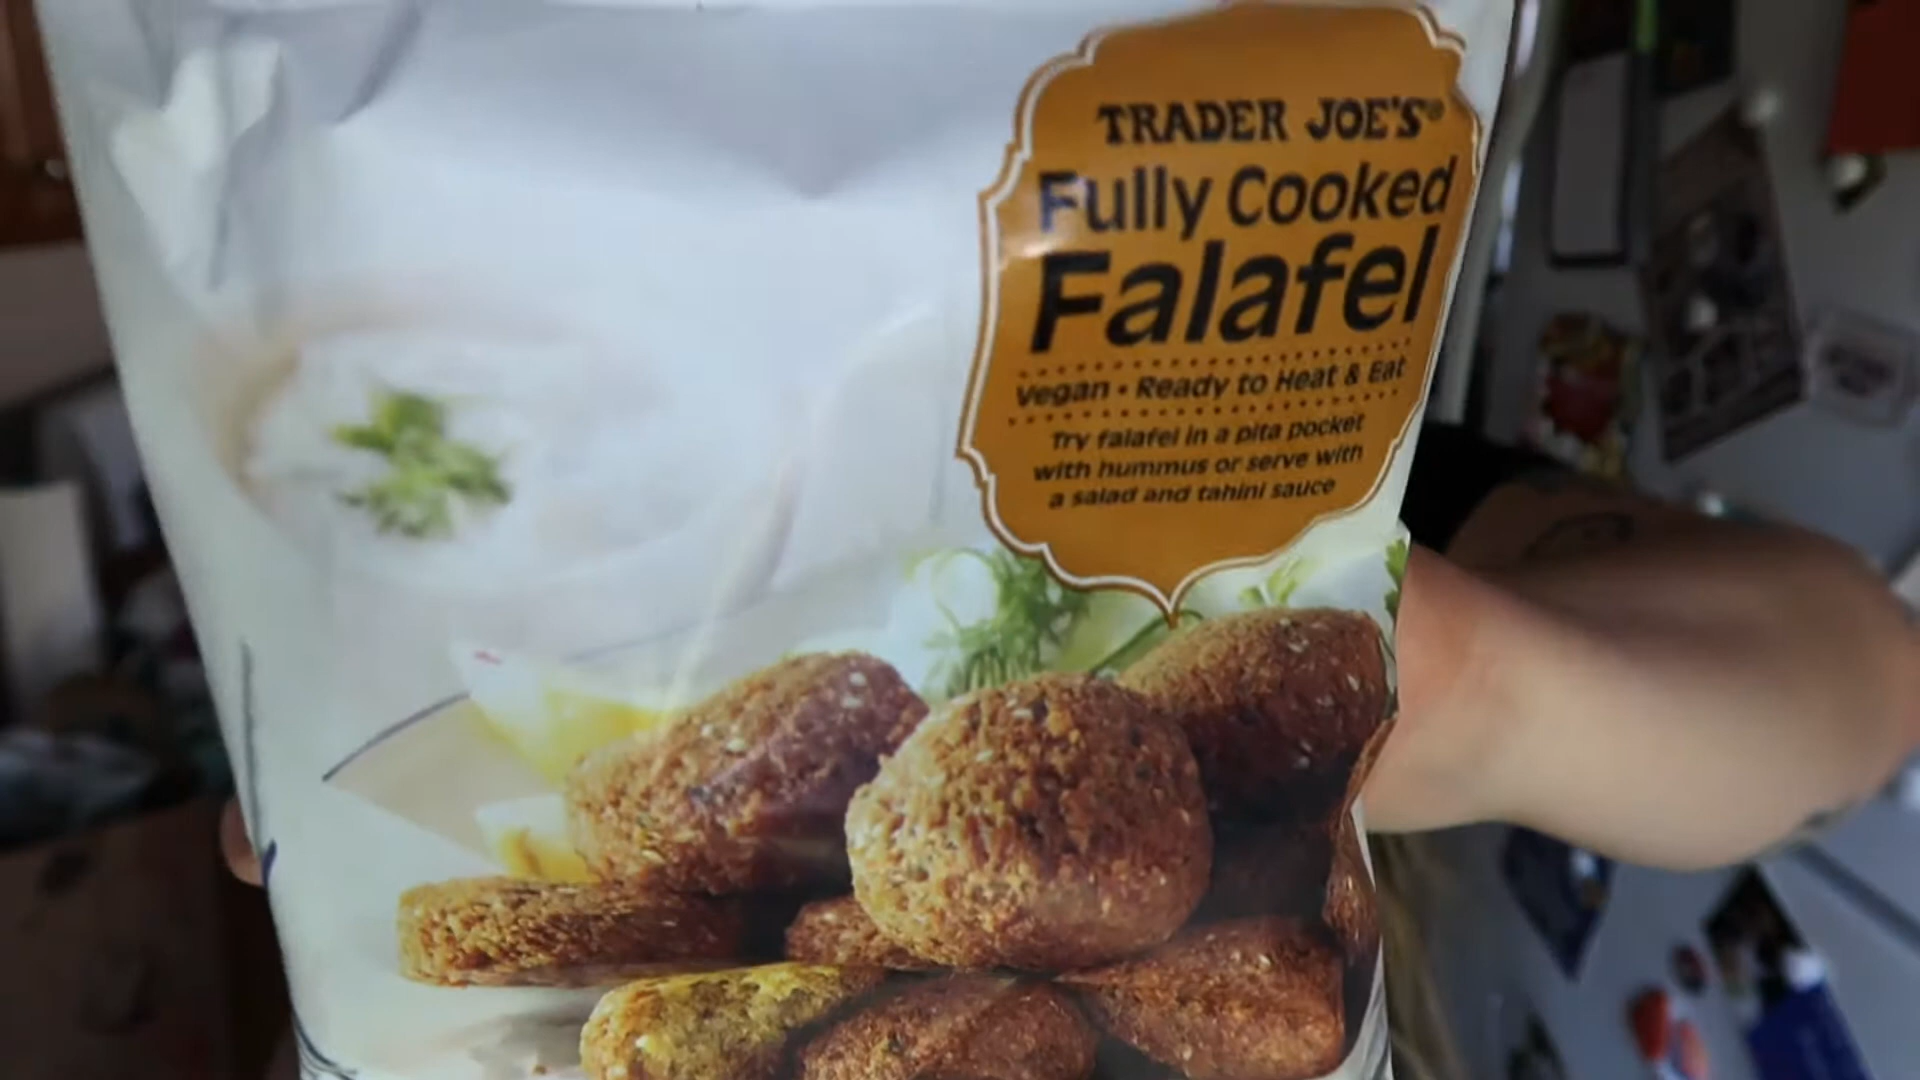 TRADER JOE'S®
Fully Cooked
Falafel
Vegan • Ready to Heat & Eat
Try falafel in a pita pocket
with hummus or serve with
a salad and tahini sauce